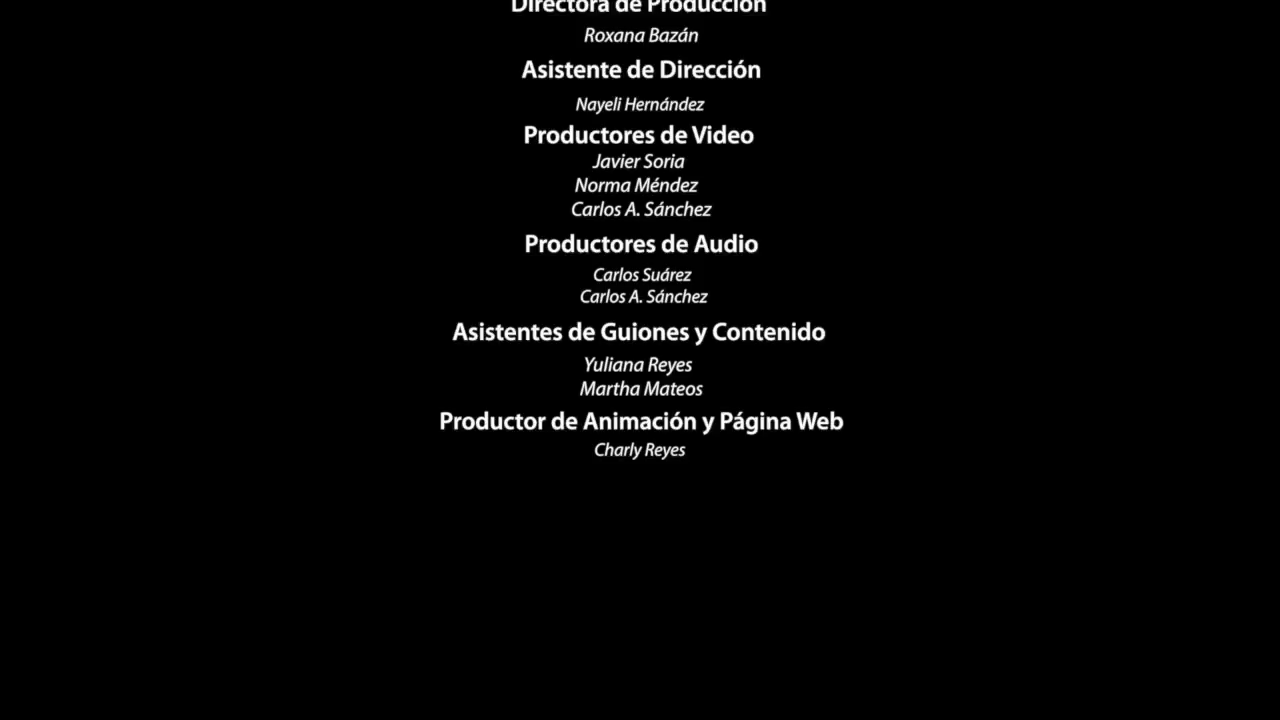 Directora de Producción
Roxana Bazán
Asistente de Dirección
Nayeli Hernández
Productores de Video
Javier Soria
Norma Méndez
Carlos A. Sánchez
Productores de Audio
Carlos Suárez
Carlos A. Sánchez
Asistentes de Guiones y Contenido
Yuliana Reyes
Martha Mateos
Productor de Animación y Página Web
Charly Reyes